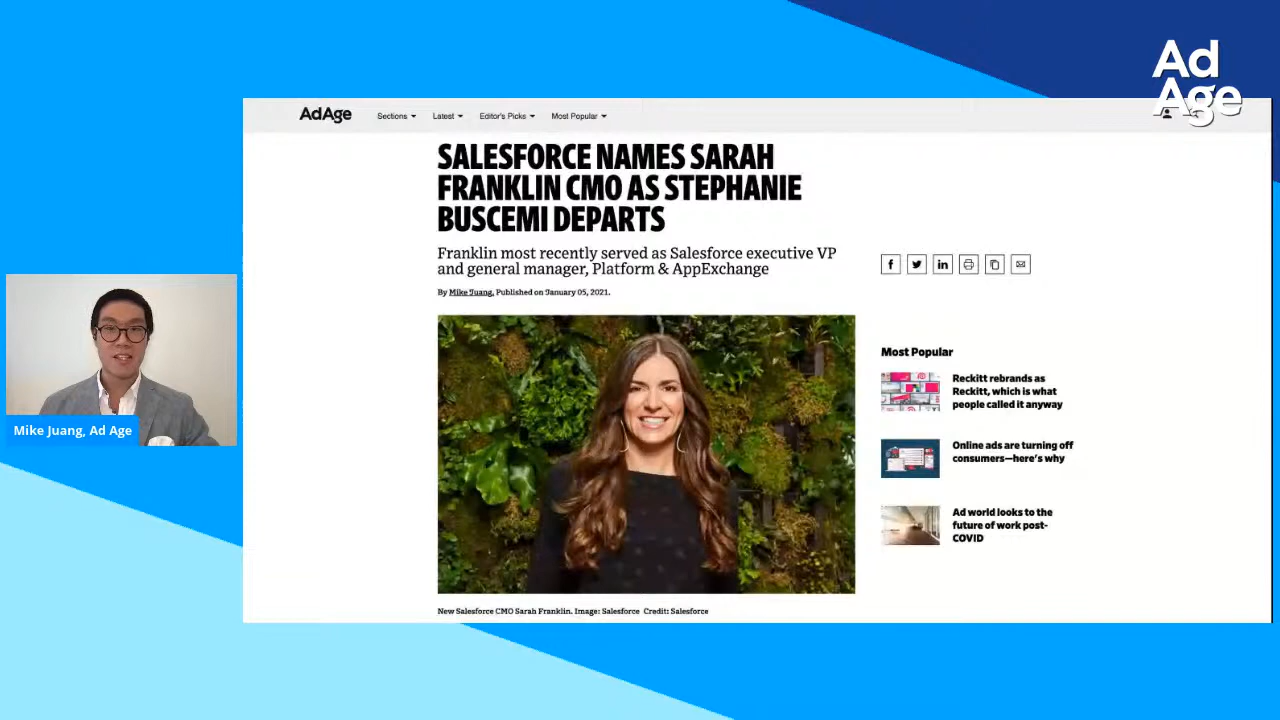 Ad
Age
AdAge
Sections
Latest
Editor's Picks
Most Popular
SALESFORCE NAMES SARAH
FRANKLIN CMO AS STEPHANIE
BUSCEMI DEPARTS
Franklin most recently served as Salesforce executive VP
and general manager, Platform & AppExchange
By Mike Juang, Published on January 05, 2021.
f
in
Most Popular
Reckitt rebrands as
Reckitt, which is what
people called it anyway
Online ads are turning off
consumers—here's why
Ad world looks to the
future of work post-
COVID
New Salesforce CMO Sarah Franklin. Image: Salesforce Credit: Salesforce
Mike Juang, Ad Age